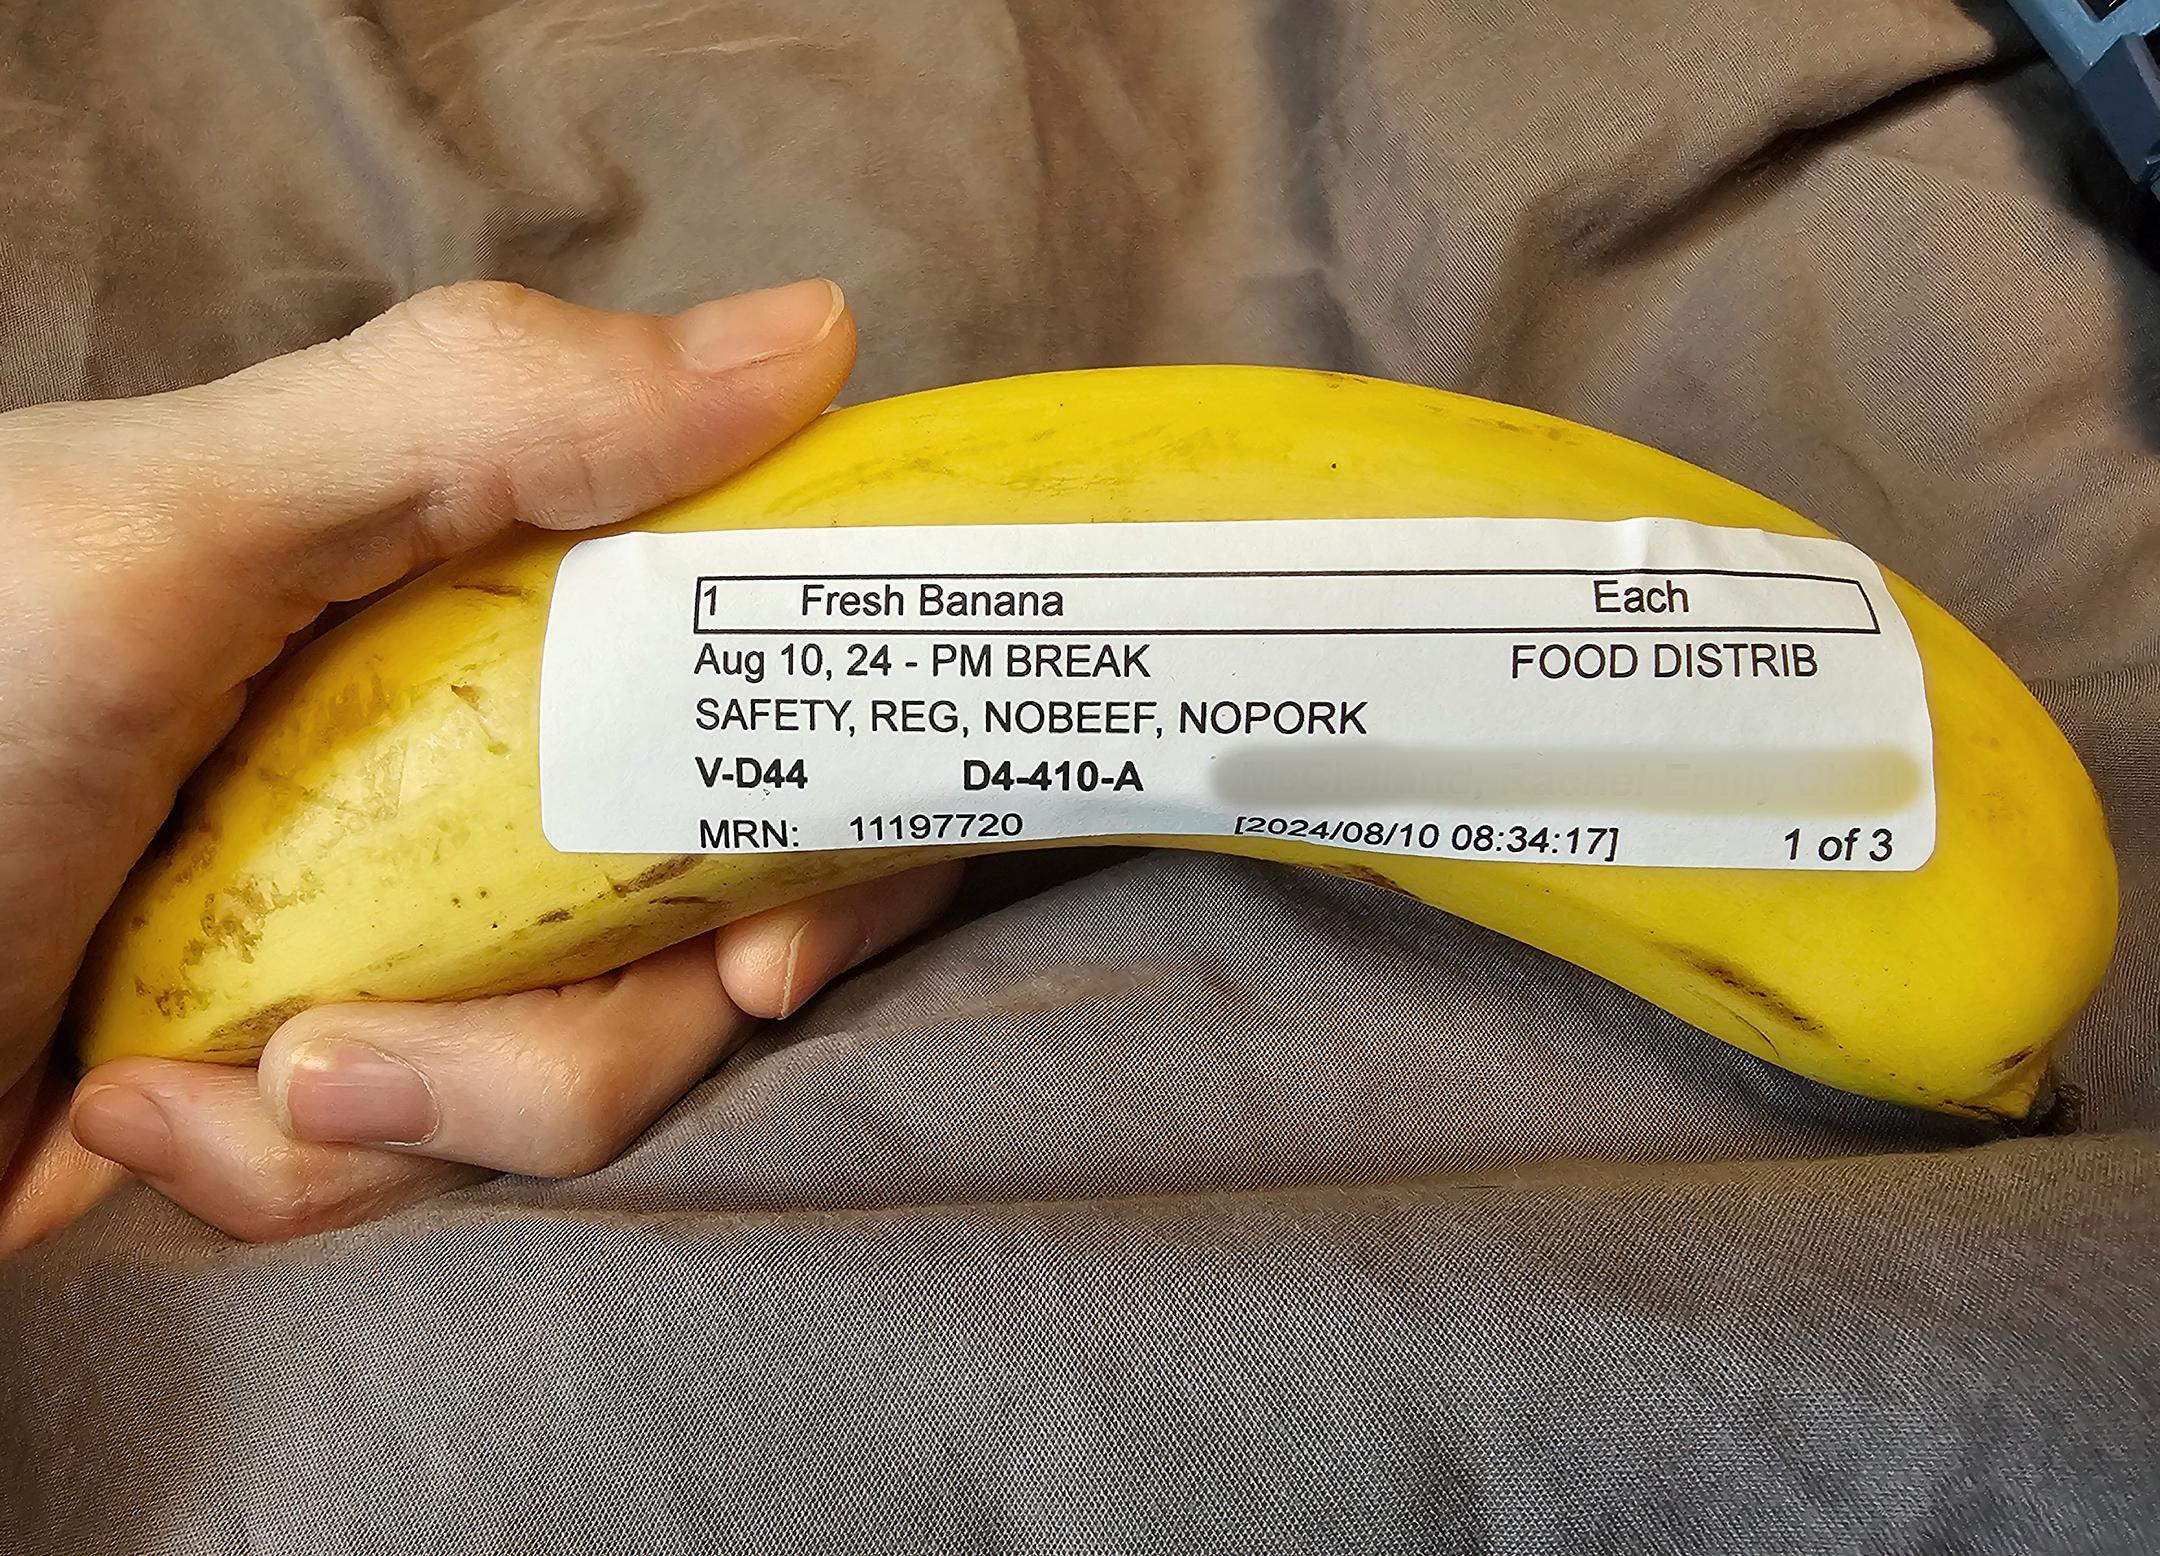 1 Fresh Banana Each
Aug 10, 24 - PM BREAK FOOD DISTRIB
SAFETY, REG, NOBEEF, NOPORK
V-D44 D4-410-A
MRN: 11197720 [2024/08/10 08:34:17] 1 of 3